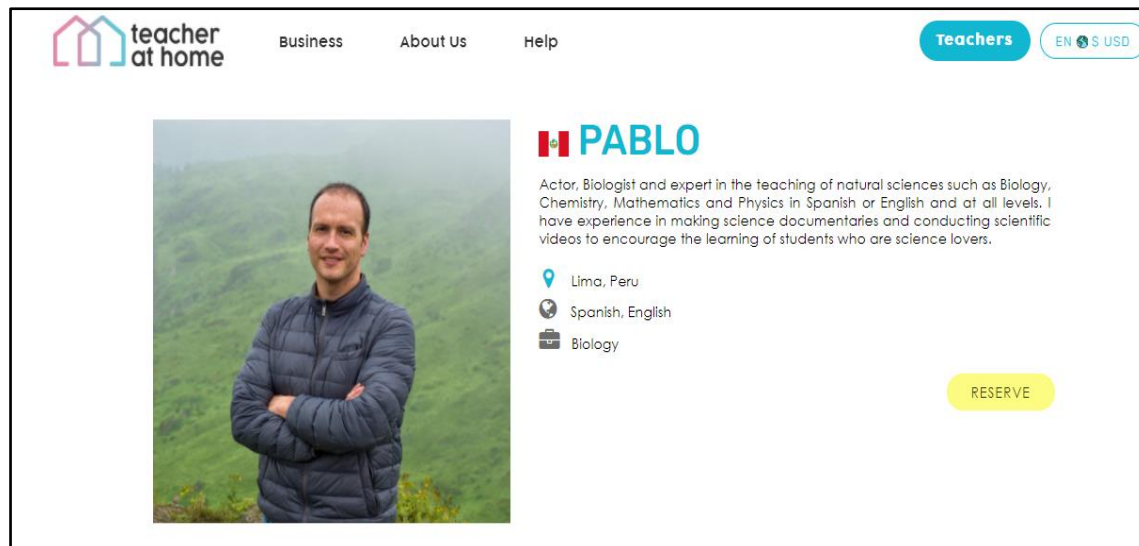 teacher
at home
Business
About Us
Help
Teachers
EN $ USD
PABLO
Actor, Biologist and expert in the teaching of natural sciences such as Biology,
Chemistry, Mathematics and Physics in Spanish or English and at all levels. I
have experience in making science documentaries and conducting scientific
videos to encourage the learning of students who are science lovers.
Lima, Peru
Spanish, English
Biology
RESERVE